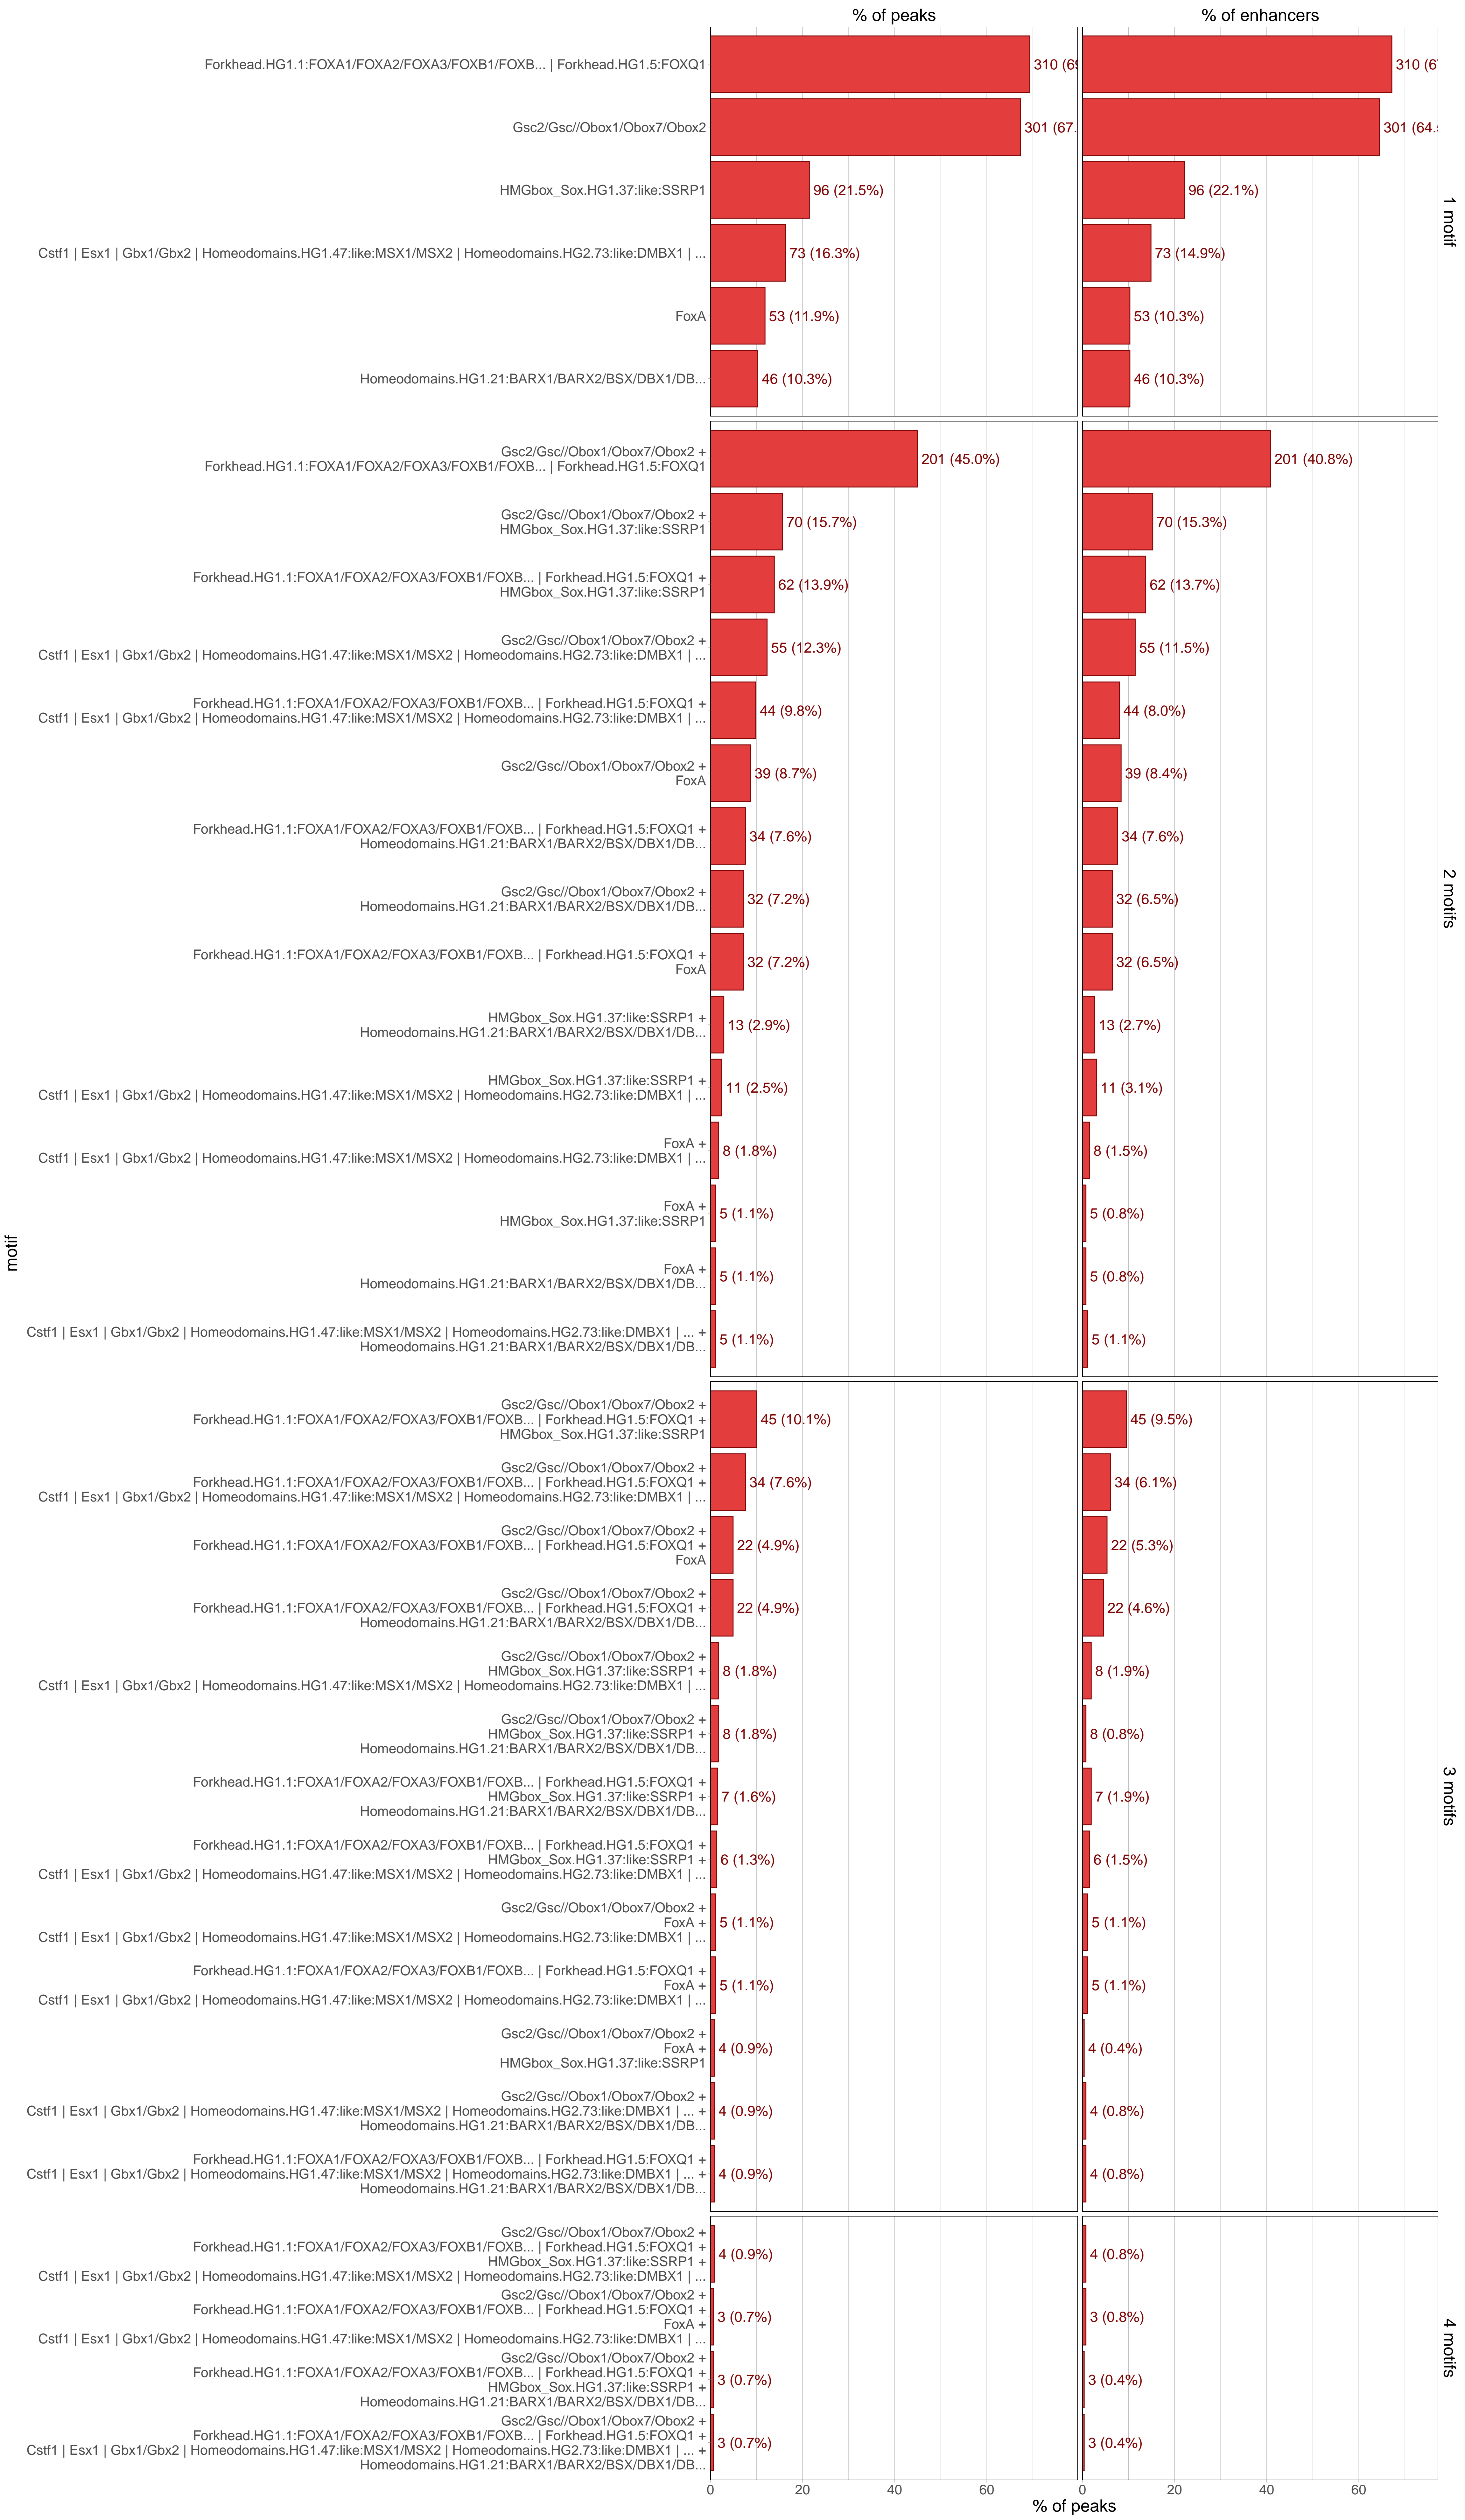 % of peaks
% of enhancers
Forkhead.HG1.1:FOXA1/FOXA2/FOXA3/FOXB1/FOXB... | Forkhead.HG1.5:FOXQ1
310 (69
310 (6
Gsc2/Gsc//Obox1/Obox7/Obox2
301 (67.
301 (64.
HMGbox_Sox.HG1.37:like:SSRP1
96 (21.5%)
96 (22.1%)
Cstf1 | Esx1 | Gbx1/Gbx2 | Homeodomains.HG1.47:like:MSX1/MSX2 | Homeodomains.HG2.73:like:DMBX1 | ...
73 (16.3%)
73 (14.9%)
FoxA
53 (11.9%)
53 (10.3%)
Homeodomains.HG1.21:BARX1/BARX2/BSX/DBX1/DB...
46 (10.3%)
46 (10.3%)
1 motif
Gsc2/Gsc//Obox1/Obox7/Obox2 +
Forkhead.HG1.1:FOXA1/FOXA2/FOXA3/FOXB1/FOXB... | Forkhead.HG1.5:FOXQ1
201 (45.0%)
201 (40.8%)
Gsc2/Gsc//Obox1/Obox7/Obox2 +
HMGbox_Sox.HG1.37:like:SSRP1
70 (15.7%)
70 (15.3%)
Forkhead.HG1.1:FOXA1/FOXA2/FOXA3/FOXB1/FOXB... | Forkhead.HG1.5:FOXQ1 +
HMGbox_Sox.HG1.37:like:SSRP1
62 (13.9%)
62 (13.7%)
Gsc2/Gsc//Obox1/Obox7/Obox2 +
Cstf1 | Esx1 | Gbx1/Gbx2 | Homeodomains.HG1.47:like:MSX1/MSX2 | Homeodomains.HG2.73:like:DMBX1 | ...
55 (12.3%)
55 (11.5%)
Forkhead.HG1.1:FOXA1/FOXA2/FOXA3/FOXB1/FOXB... | Forkhead.HG1.5:FOXQ1 +
Cstf1 | Esx1 | Gbx1/Gbx2 | Homeodomains.HG1.47:like:MSX1/MSX2 | Homeodomains.HG2.73:like:DMBX1 | ...
44 (9.8%)
44 (8.0%)
Gsc2/Gsc//Obox1/Obox7/Obox2 +
FoxA
39 (8.7%)
39 (8.4%)
Forkhead.HG1.1:FOXA1/FOXA2/FOXA3/FOXB1/FOXB... | Forkhead.HG1.5:FOXQ1 +
Homeodomains.HG1.21:BARX1/BARX2/BSX/DBX1/DB...
34 (7.6%)
34 (7.6%)
Gsc2/Gsc//Obox1/Obox7/Obox2 +
Homeodomains.HG1.21:BARX1/BARX2/BSX/DBX1/DB...
32 (7.2%)
32 (6.5%)
Forkhead.HG1.1:FOXA1/FOXA2/FOXA3/FOXB1/FOXB... | Forkhead.HG1.5:FOXQ1 +
FoxA
32 (7.2%)
32 (6.5%)
HMGbox_Sox.HG1.37:like:SSRP1 +
Homeodomains.HG1.21:BARX1/BARX2/BSX/DBX1/DB...
13 (2.9%)
13 (2.7%)
HMGbox_Sox.HG1.37:like:SSRP1 +
Cstf1 | Esx1 | Gbx1/Gbx2 | Homeodomains.HG1.47:like:MSX1/MSX2 | Homeodomains.HG2.73:like:DMBX1 | ...
11 (2.5%)
11 (3.1%)
FoxA +
Cstf1 | Esx1 | Gbx1/Gbx2 | Homeodomains.HG1.47:like:MSX1/MSX2 | Homeodomains.HG2.73:like:DMBX1 | ...
8 (1.8%)
8 (1.5%)
FoxA +
HMGbox_Sox.HG1.37:like:SSRP1
5 (1.1%)
5 (0.8%)
FoxA +
Homeodomains.HG1.21:BARX1/BARX2/BSX/DBX1/DB...
5 (1.1%)
5 (0.8%)
Cstf1 | Esx1 | Gbx1/Gbx2 | Homeodomains.HG1.47:like:MSX1/MSX2 | Homeodomains.HG2.73:like:DMBX1 | ... +
Homeodomains.HG1.21:BARX1/BARX2/BSX/DBX1/DB...
5 (1.1%)
5 (1.1%)
2 motifs
motif
Gsc2/Gsc//Obox1/Obox7/Obox2 +
Forkhead.HG1.1:FOXA1/FOXA2/FOXA3/FOXB1/FOXB... | Forkhead.HG1.5:FOXQ1 +
HMGbox_Sox.HG1.37:like:SSRP1
45 (10.1%)
45 (9.5%)
Gsc2/Gsc//Obox1/Obox7/Obox2 +
Forkhead.HG1.1:FOXA1/FOXA2/FOXA3/FOXB1/FOXB... | Forkhead.HG1.5:FOXQ1 +
Cstf1 | Esx1 | Gbx1/Gbx2 | Homeodomains.HG1.47:like:MSX1/MSX2 | Homeodomains.HG2.73:like:DMBX1 | ...
34 (7.6%)
34 (6.1%)
Gsc2/Gsc//Obox1/Obox7/Obox2 +
Forkhead.HG1.1:FOXA1/FOXA2/FOXA3/FOXB1/FOXB... | Forkhead.HG1.5:FOXQ1 +
FoxA
22 (4.9%)
22 (5.3%)
Gsc2/Gsc//Obox1/Obox7/Obox2 +
Forkhead.HG1.1:FOXA1/FOXA2/FOXA3/FOXB1/FOXB... | Forkhead.HG1.5:FOXQ1 +
Homeodomains.HG1.21:BARX1/BARX2/BSX/DBX1/DB...
22 (4.9%)
22 (4.6%)
Gsc2/Gsc//Obox1/Obox7/Obox2 +
HMGbox_Sox.HG1.37:like:SSRP1 +
Cstf1 | Esx1 | Gbx1/Gbx2 | Homeodomains.HG1.47:like:MSX1/MSX2 | Homeodomains.HG2.73:like:DMBX1 | ...
8 (1.8%)
8 (1.9%)
Gsc2/Gsc//Obox1/Obox7/Obox2 +
HMGbox_Sox.HG1.37:like:SSRP1 +
Homeodomains.HG1.21:BARX1/BARX2/BSX/DBX1/DB...
8 (1.8%)
8 (0.8%)
Forkhead.HG1.1:FOXA1/FOXA2/FOXA3/FOXB1/FOXB... | Forkhead.HG1.5:FOXQ1 +
HMGbox_Sox.HG1.37:like:SSRP1 +
Homeodomains.HG1.21:BARX1/BARX2/BSX/DBX1/DB...
7 (1.6%)
7 (1.9%)
Forkhead.HG1.1:FOXA1/FOXA2/FOXA3/FOXB1/FOXB... | Forkhead.HG1.5:FOXQ1 +
HMGbox_Sox.HG1.37:like:SSRP1 +
Cstf1 | Esx1 | Gbx1/Gbx2 | Homeodomains.HG1.47:like:MSX1/MSX2 | Homeodomains.HG2.73:like:DMBX1 | ...
6 (1.3%)
6 (1.5%)
Gsc2/Gsc//Obox1/Obox7/Obox2 +
FoxA +
Cstf1 | Esx1 | Gbx1/Gbx2 | Homeodomains.HG1.47:like:MSX1/MSX2 | Homeodomains.HG2.73:like:DMBX1 | ...
5 (1.1%)
5 (1.1%)
Forkhead.HG1.1:FOXA1/FOXA2/FOXA3/FOXB1/FOXB... | Forkhead.HG1.5:FOXQ1 +
FoxA +
Cstf1 | Esx1 | Gbx1/Gbx2 | Homeodomains.HG1.47:like:MSX1/MSX2 | Homeodomains.HG2.73:like:DMBX1 | ...
5 (1.1%)
5 (1.1%)
Gsc2/Gsc//Obox1/Obox7/Obox2 +
FoxA +
HMGbox_Sox.HG1.37:like:SSRP1
4 (0.9%)
4 (0.4%)
Gsc2/Gsc//Obox1/Obox7/Obox2 +
Cstf1 | Esx1 | Gbx1/Gbx2 | Homeodomains.HG1.47:like:MSX1/MSX2 | Homeodomains.HG2.73:like:DMBX1 | ... +
Homeodomains.HG1.21:BARX1/BARX2/BSX/DBX1/DB...
4 (0.9%)
4 (0.8%)
Forkhead.HG1.1:FOXA1/FOXA2/FOXA3/FOXB1/FOXB... | Forkhead.HG1.5:FOXQ1 +
Cstf1 | Esx1 | Gbx1/Gbx2 | Homeodomains.HG1.47:like:MSX1/MSX2 | Homeodomains.HG2.73:like:DMBX1 | ... +
Homeodomains.HG1.21:BARX1/BARX2/BSX/DBX1/DB...
4 (0.9%)
4 (0.8%)
3 motifs
Gsc2/Gsc//Obox1/Obox7/Obox2 +
Forkhead.HG1.1:FOXA1/FOXA2/FOXA3/FOXB1/FOXB... | Forkhead.HG1.5:FOXQ1 +
HMGbox_Sox.HG1.37:like:SSRP1 +
Cstf1 | Esx1 | Gbx1/Gbx2 | Homeodomains.HG1.47:like:MSX1/MSX2 | Homeodomains.HG2.73:like:DMBX1 | ...
4 (0.9%)
4 (0.8%)
Gsc2/Gsc//Obox1/Obox7/Obox2 +
Forkhead.HG1.1:FOXA1/FOXA2/FOXA3/FOXB1/FOXB... | Forkhead.HG1.5:FOXQ1 +
FoxA +
Cstf1 | Esx1 | Gbx1/Gbx2 | Homeodomains.HG1.47:like:MSX1/MSX2 | Homeodomains.HG2.73:like:DMBX1 | ...
3 (0.7%)
3 (0.8%)
Gsc2/Gsc//Obox1/Obox7/Obox2 +
Forkhead.HG1.1:FOXA1/FOXA2/FOXA3/FOXB1/FOXB... | Forkhead.HG1.5:FOXQ1 +
HMGbox_Sox.HG1.37:like:SSRP1 +
Homeodomains.HG1.21:BARX1/BARX2/BSX/DBX1/DB...
3 (0.7%)
3 (0.4%)
Gsc2/Gsc//Obox1/Obox7/Obox2 +
Forkhead.HG1.1:FOXA1/FOXA2/FOXA3/FOXB1/FOXB... | Forkhead.HG1.5:FOXQ1 +
Cstf1 | Esx1 | Gbx1/Gbx2 | Homeodomains.HG1.47:like:MSX1/MSX2 | Homeodomains.HG2.73:like:DMBX1 | ... +
Homeodomains.HG1.21:BARX1/BARX2/BSX/DBX1/DB...
3 (0.7%)
3 (0.4%)
4 motifs
0 20 40 60 0 20 40 60
% of peaks